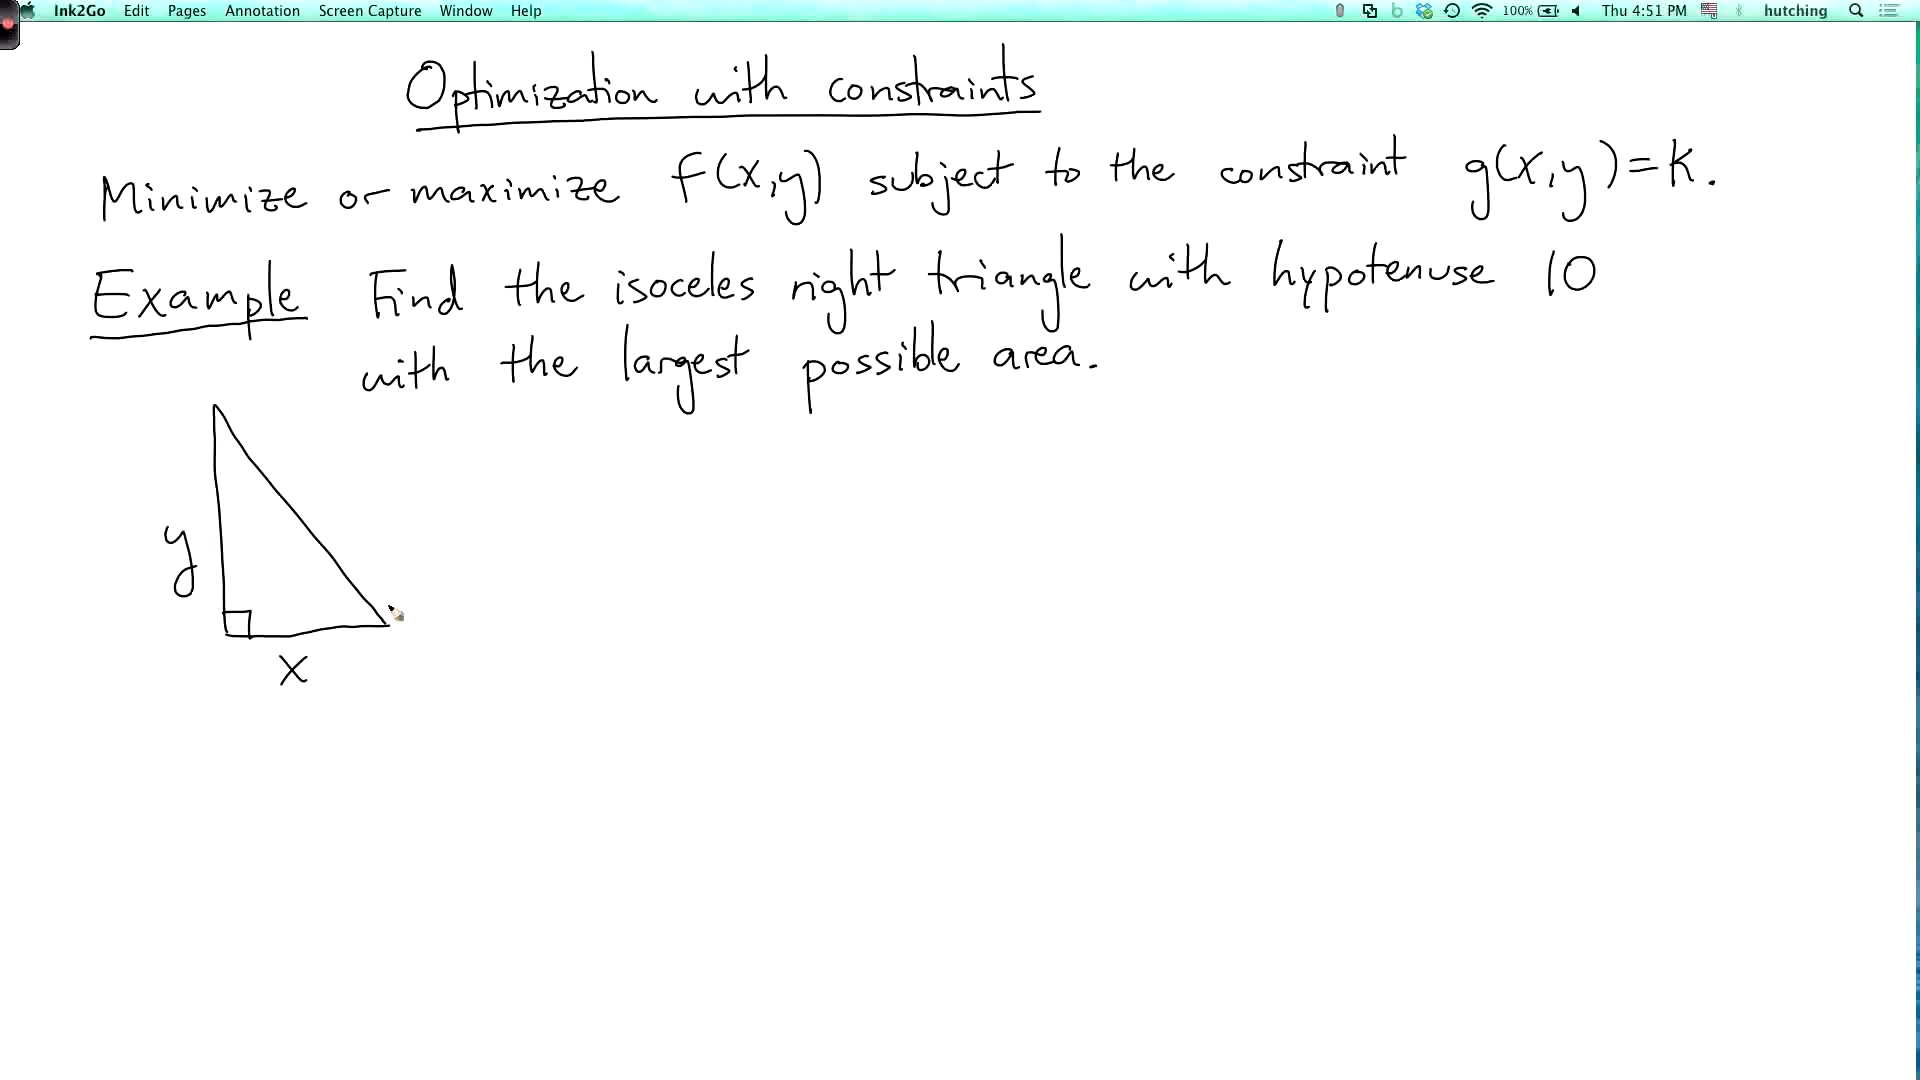 Ink2Go Edit Pages Annotation Screen Capture Window Help 100% Thu 4:51 PM hutching
Optimization with constraints
Minimize or maximize f(x,y) subject to the constraint g(x,y)=k.
Example Find the isoceles right triangle with hypotenuse 10
with the largest possible area.
y
x